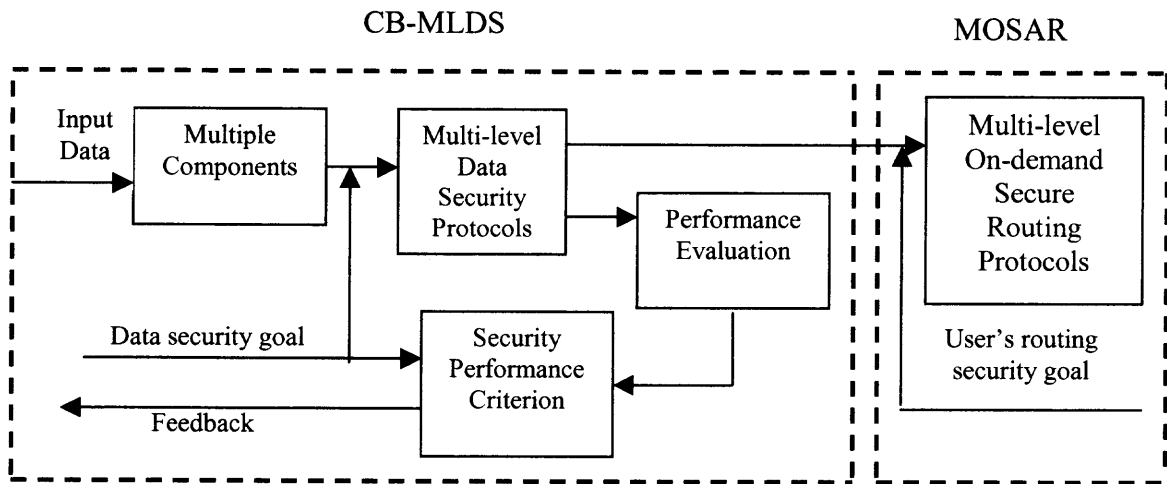 CB-MLDS
MOSAR
Input
Data
Multiple
Components
Multi-level
Data
Security
Protocols
Performance
Evaluation
Multi-level
On-demand
Secure
Routing
Protocols
Data security goal
Security
Performance
Criterion
Feedback
User's routing
security goal